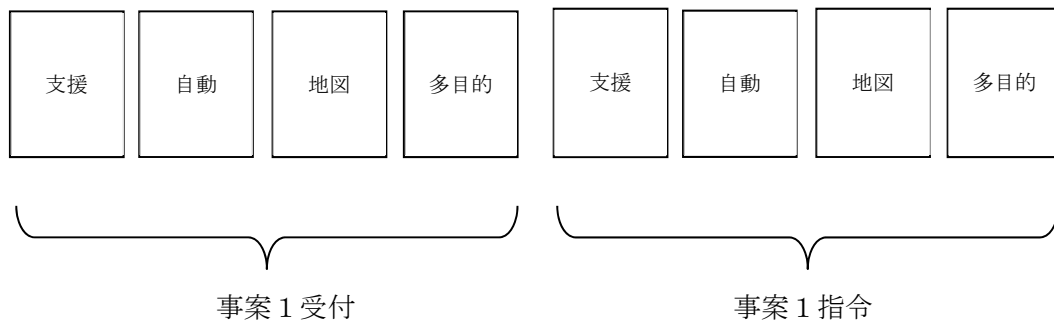 支援 自動 地図 多目的 支援 自動 地図 多目的
事案1受付 事案1指令